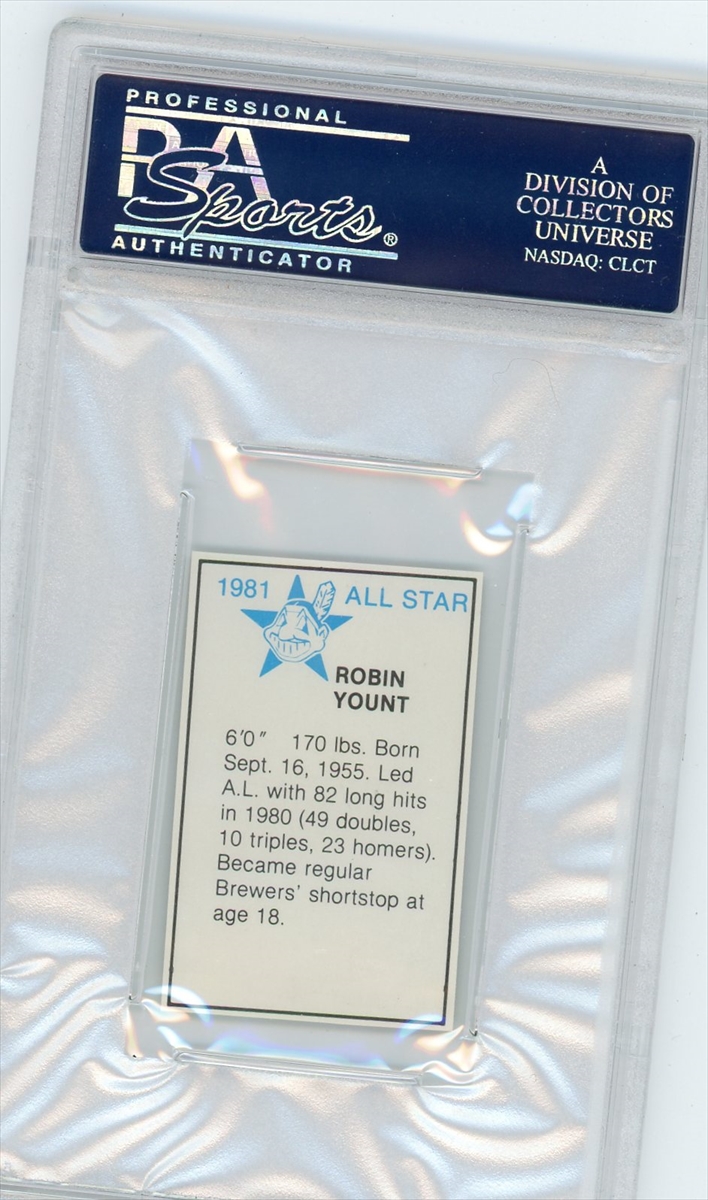 PROFESSIONAL
PSA
Sports®
AUTHENTICATOR
A
DIVISION OF
COLLECTORS
UNIVERSE
NASDAQ: CLCT
1981 ALL STAR
ROBIN
YOUNT
6'0" 170 lbs. Born
Sept. 16, 1955. Led
A.L. with 82 long hits
in 1980 (49 doubles,
10 triples, 23 homers).
Became regular
Brewers' shortstop at
age 18.